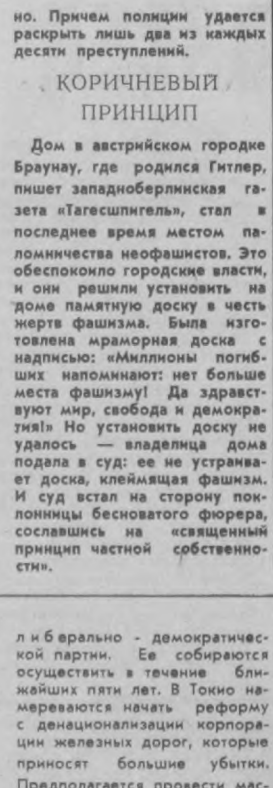 но. Причем полиции удается
раскрыть лишь два из каждых
десяти преступлений.
КОРИЧНЕВЫЙ
ПРИНЦИП
Дом в австрийском городке
Браунау, где родился Гитлер,
пишет западноберлинская га-
зета «Тагесшпигель», стал в
последнее время местом па-
ломничества неофашистов. Это
обеспокоило городские власти,
и они решили установить на
доме памятную доску в честь
жертв фашизма. Была изго-
товлена мраморная доска с
надписью: «Миллионы погиб-
ших напоминают: нет больше
места фашизму! Да здравст-
вуют мир, свобода и демокра-
тия!» Но установить доску не
удалось — владелица дома
подала в суд: ее не устраива-
ет доска, клеймящая фашизм.
И суд встал на сторону пок-
лонницы бесноватого фюрера,
сославшись на «священный
принцип частной собственно-
сти».
либерально - демократичес-
кой партии. Ее собираются
осуществить в течение бли-
жайших пяти лет. В Токио на-
мереваются начать реформу
с денационализации корпора-
ции железных дорог, которые
приносят большие убытки.
Предполагается провести мас-